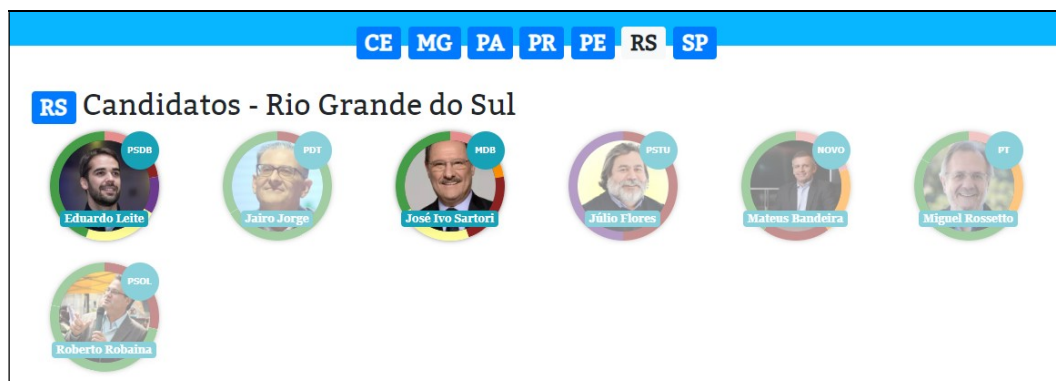 CE MG PA PR PE RS SP
RS Candidatos - Rio Grande do Sul
PSDB PDT MDB PSTU NOVO PT
Eduardo Leite Jairo Jorge José Ivo Sartori Júlio Flores Mateus Bandeira Miguel Rossetto
PSOL
Roberto Robaina